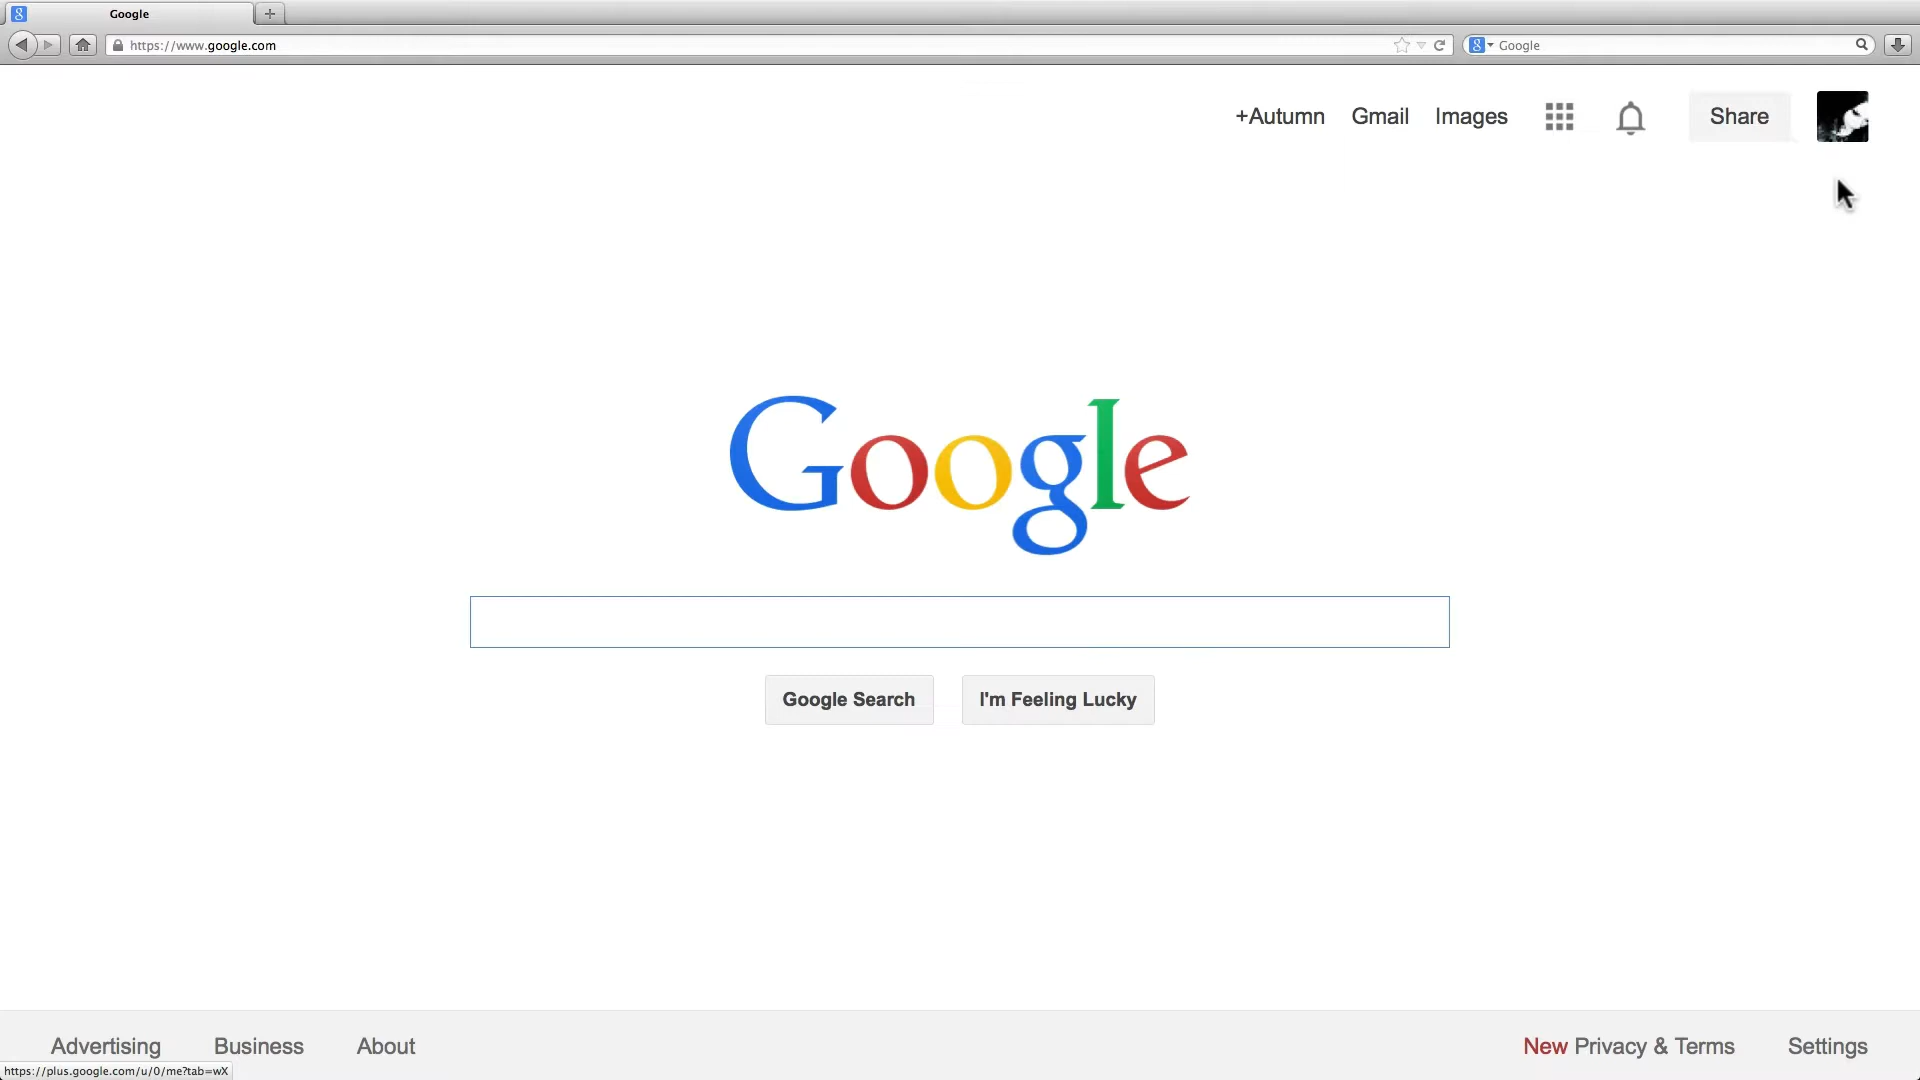 Google
https://www.google.com
Google
+Autumn Gmail Images Share
Google
Google Search I'm Feeling Lucky
Advertising Business About New Privacy & Terms Settings
https://plus.google.com/u/0/me?tab=wX